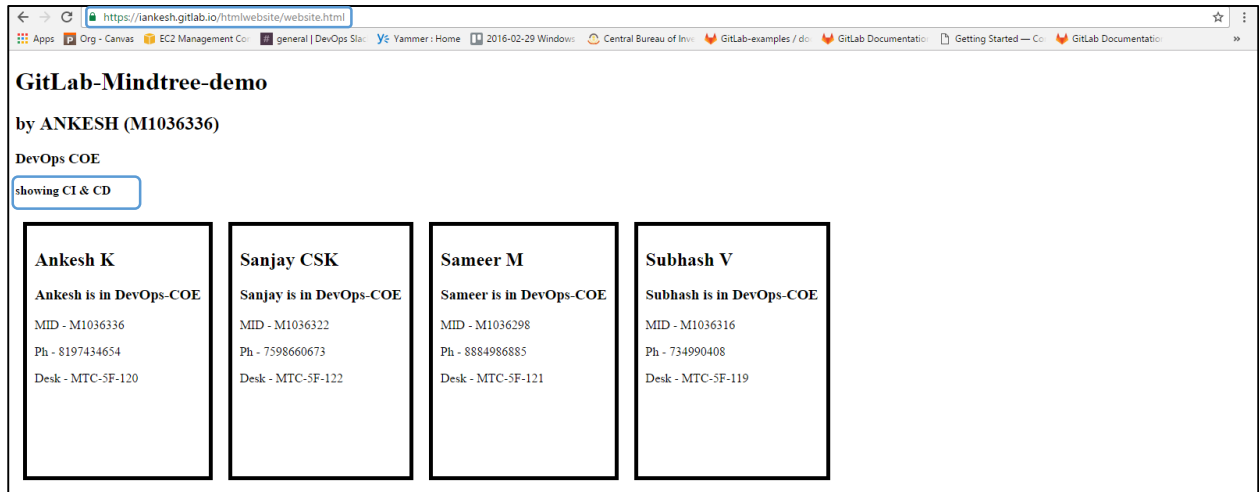 https://iankesh.gitlab.io/htmlwebsite/website.html
Apps Org - Canvas EC2 Management Co general | DevOps Slac Yammer : Home 2016-02-29 Windows Central Bureau of Inv GitLab-examples / do GitLab Documentatio Getting Started — Co GitLab Documentatio »
GitLab-Mindtree-demo
by ANKESH (M1036336)
DevOps COE
showing CI & CD
Ankesh K
Ankesh is in DevOps-COE
MID - M1036336
Ph - 8197434654
Desk - MTC-5F-120
Sanjay CSK
Sanjay is in DevOps-COE
MID - M1036322
Ph - 7598660673
Desk - MTC-5F-122
Sameer M
Sameer is in DevOps-COE
MID - M1036298
Ph - 8884986885
Desk - MTC-5F-121
Subhash V
Subhash is in DevOps-COE
MID - M1036316
Ph - 734990408
Desk - MTC-5F-119